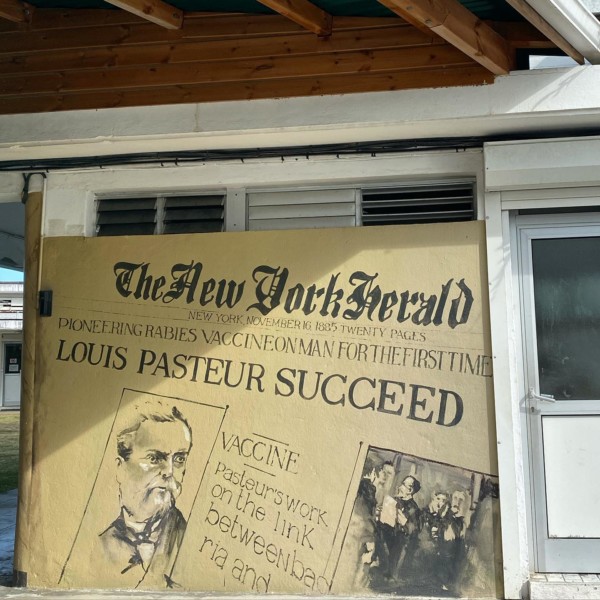 The New York Herald
NEW YORK, NOVEMBER 16, 1885 TWENTY PAGES
PIONEERING RABIES VACCINE ON MAN FOR THE FIRST TIME
LOUIS PASTEUR SUCCEED
VACCINE
Pasteur's work
on the link
between bac
ria and